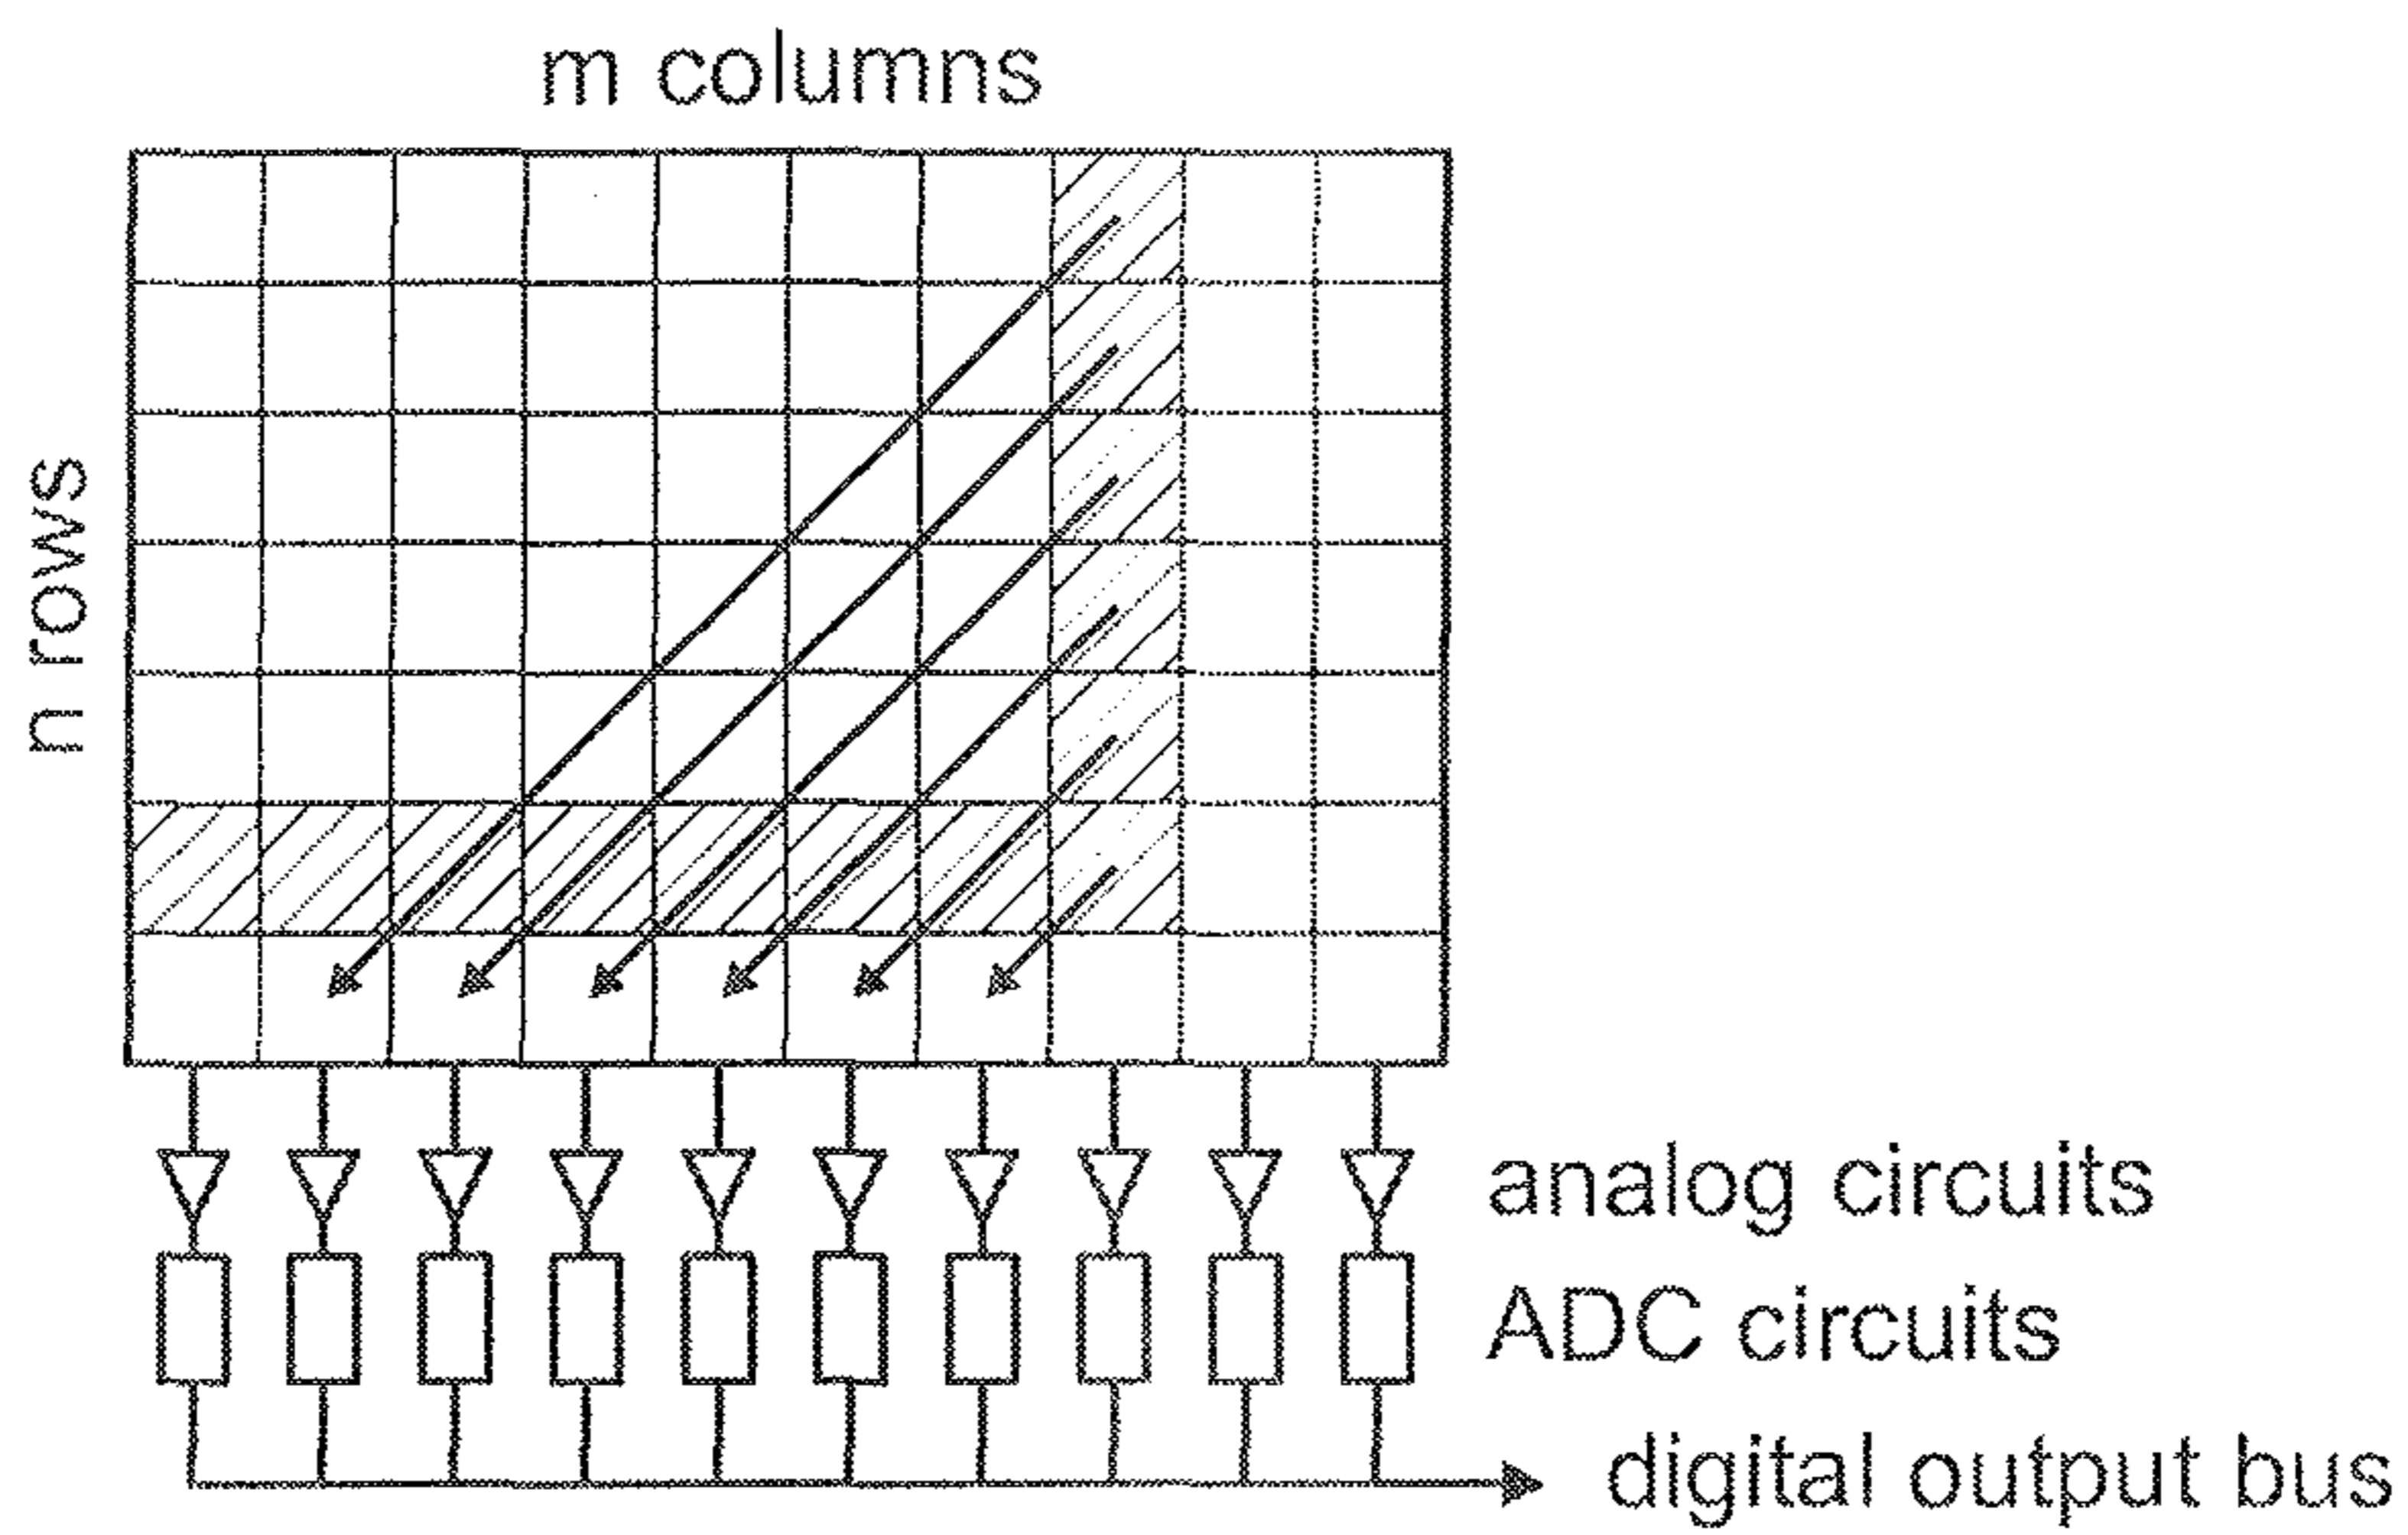 m columns
n rows
analog circuits
ADC circuits
digital output bus